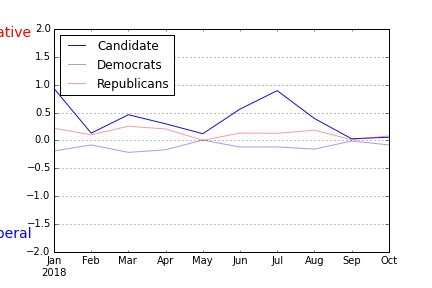 ative
Candidate
Democrats
Republicans
2.0
1.5
1.0
0.5
0.0
−0.5
−1.0
−1.5
−2.0
peral
Jan Feb Mar Apr May Jun Jul Aug Sep Oct
2018